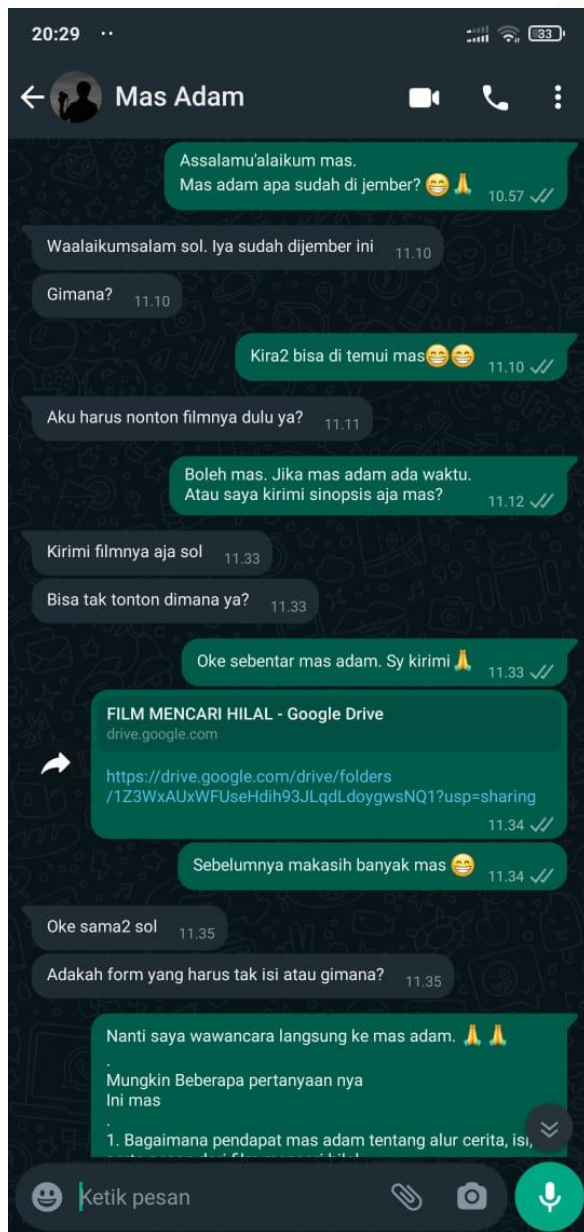 20:29
33
Mas Adam
Assalamu'alaikum mas.
Mas adam apa sudah di jember? 😁🙏
10.57
Waalaikumsalam sol. Iya sudah dijember ini
11.10
Gimana?
11.10
Kira2 bisa di temui mas😁😁
11.10
Aku harus nonton filmnya dulu ya?
11.11
Boleh mas. Jika mas adam ada waktu.
Atau saya kirimi sinopsis aja mas?
11.12
Kirimi filmnya aja sol
11.33
Bisa tak tonton dimana ya?
11.33
Oke sebentar mas adam. Sy kirimi🙏
11.33
FILM MENCARI HILAL - Google Drive
drive.google.com
https://drive.google.com/drive/folders
/1Z3WxAUxWFUseHdih93JLqdLdoygwsNQ1?usp=sharing
11.34
Sebelumnya makasih banyak mas 😁
11.34
Oke sama2 sol
11.35
Adakah form yang harus tak isi atau gimana?
11.35
Nanti saya wawancara langsung ke mas adam. 🙏 🙏
.
Mungkin Beberapa pertanyaan nya
Ini mas
.
1. Bagaimana pendapat mas adam tentang alur cerita, isi,
Ketik pesan